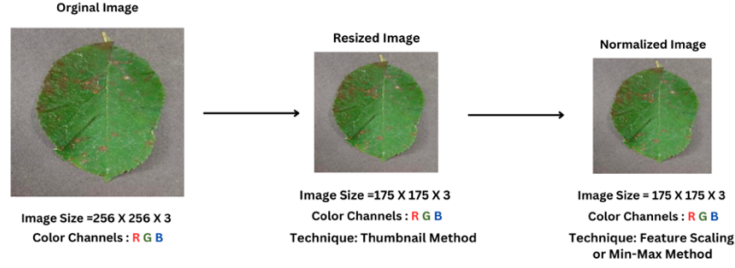 Orginal Image
Image Size =256 X 256 X 3
Color Channels : R G B
Resized Image
Image Size =175 X 175 X 3
Color Channels : R G B
Technique: Thumbnail Method
Normalized Image
Image Size = 175 X 175 X 3
Color Channels : R G B
Technique: Feature Scaling
or Min-Max Method